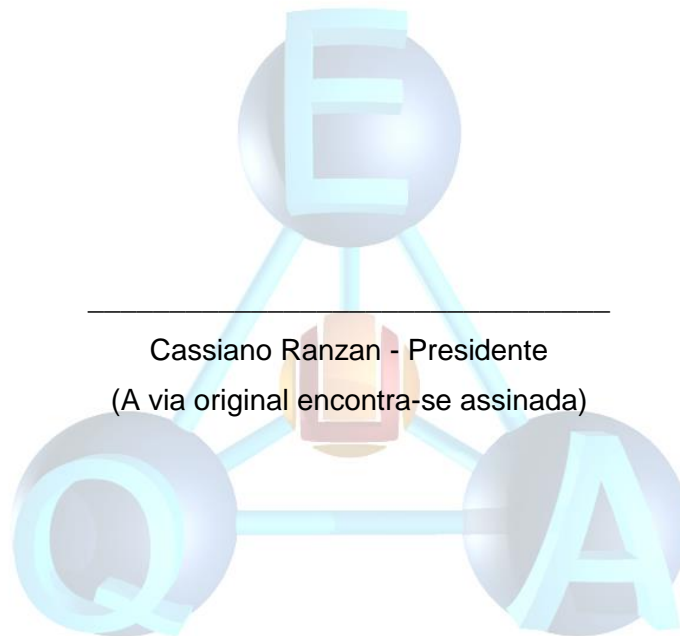 E
Cassiano Ranzan - Presidente
(A via original encontra-se assinada)
Q
A